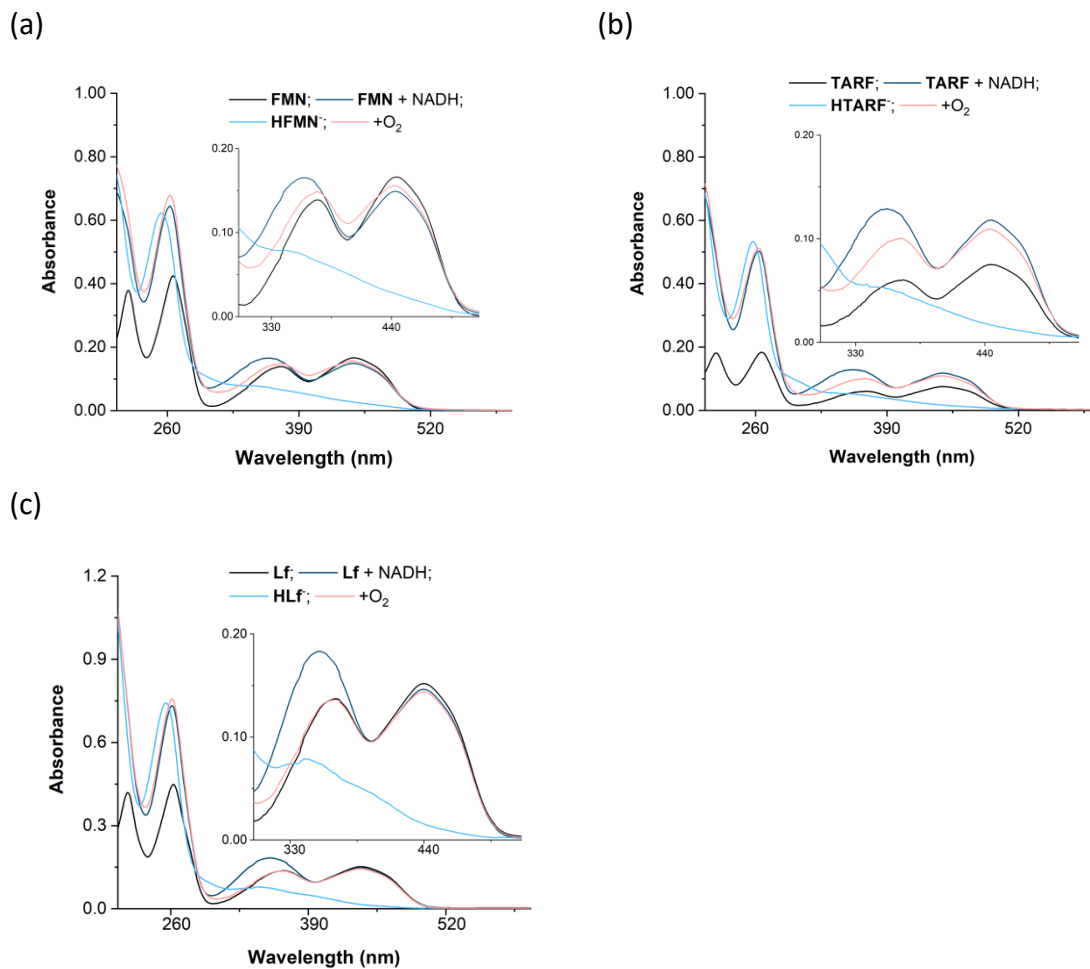 (a)
FMN; FMN + NADH;
HFMN⁻; +O₂
1.00
0.80
0.60
0.40
0.20
0.00
Absorbance
0.20
0.10
0.00
330 440
260 390 520
Wavelength (nm)
(b)
TARF; TARF + NADH;
HTARF⁻; +O₂
1.00
0.80
0.60
0.40
0.20
0.00
Absorbance
0.20
0.10
0.00
330 440
260 390 520
Wavelength (nm)
(c)
Lf; Lf + NADH;
HLf⁻; +O₂
1.2
0.9
0.6
0.3
0.0
Absorbance
0.20
0.10
0.00
330 440
260 390 520
Wavelength (nm)